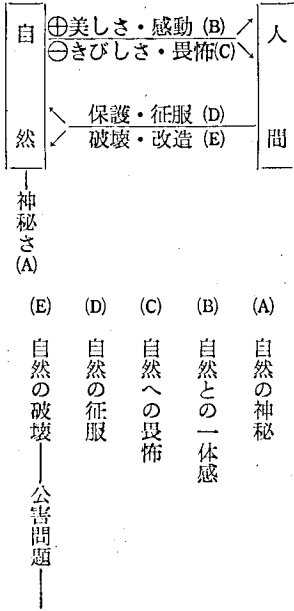 自然
人間
⊕美しさ・感動 (B)
⊖きびしさ・畏怖(C)
保護・征服 (D)
破壊・改造 (E)
神秘さ(A)
(A) 自然の神秘
(B) 自然との一体感
(C) 自然への畏怖
(D) 自然の征服
(E) 自然の破壊――公害問題――